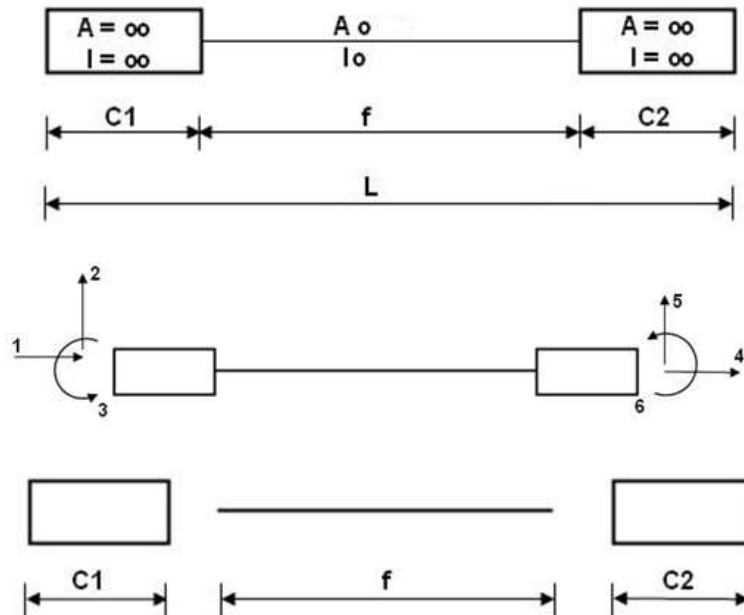 A = ∞ A o A = ∞
I = ∞ I o I = ∞
C1 f C2
L
2
5
1
4
3
6
C1 f C2